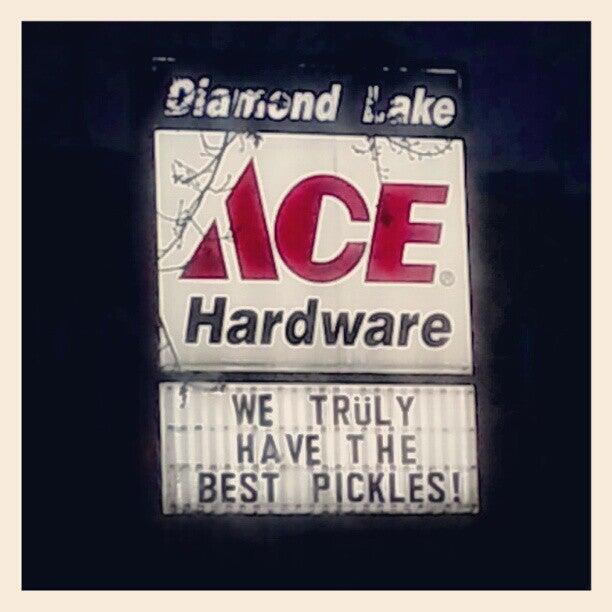 Diamond Lake
ACE®
Hardware
WE TRüLY
HAVE THE
BEST PICKLES!